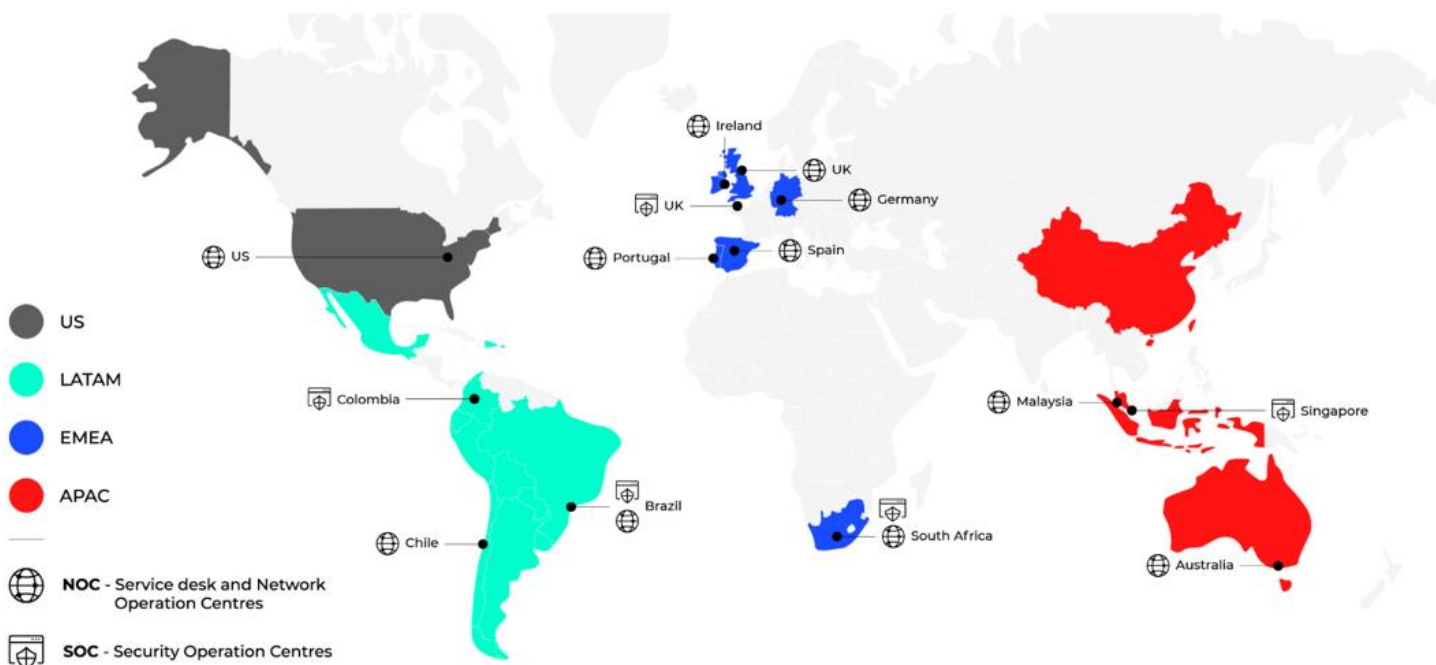 Ireland
UK
UK
Germany
US
Portugal
Spain
US
LATAM
Colombia
Malaysia
Singapore
EMEA
APAC
Brazil
Chile
South Africa
Australia
NOC - Service desk and Network
Operation Centres
SOC - Security Operation Centres